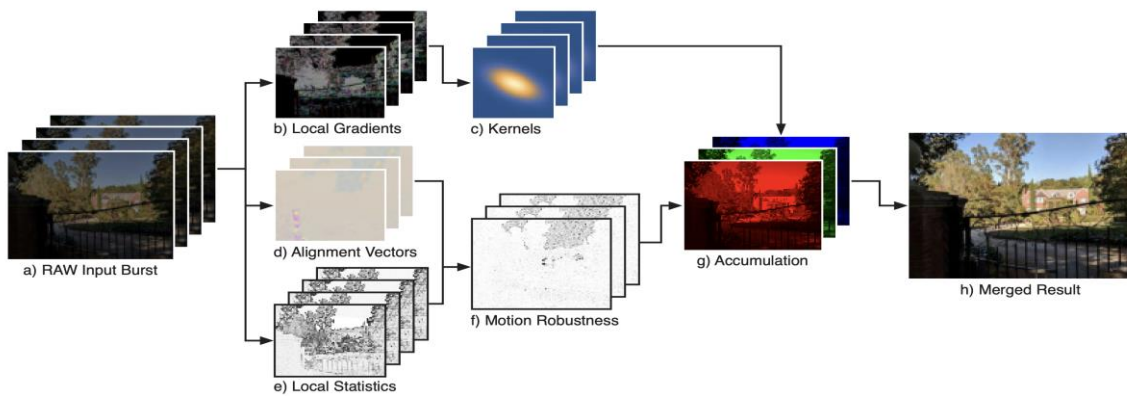 b) Local Gradients
c) Kernels
a) RAW Input Burst
d) Alignment Vectors
g) Accumulation
h) Merged Result
f) Motion Robustness
e) Local Statistics